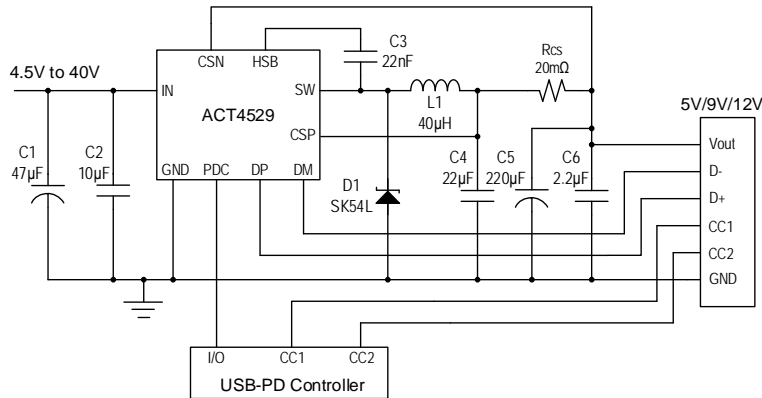 CSN
HSB
C3
22nF
Rcs
20mΩ
4.5V to 40V
IN
SW
ACT4529
L1
40µH
CSP
5V/9V/12V
Vout
C1
47µF
C2
10µF
GND
PDC
DP
DM
D1
SK54L
C4
22µF
C5
220µF
C6
2.2µF
D-
D+
CC1
CC2
GND
I/O
CC1
CC2
USB-PD Controller